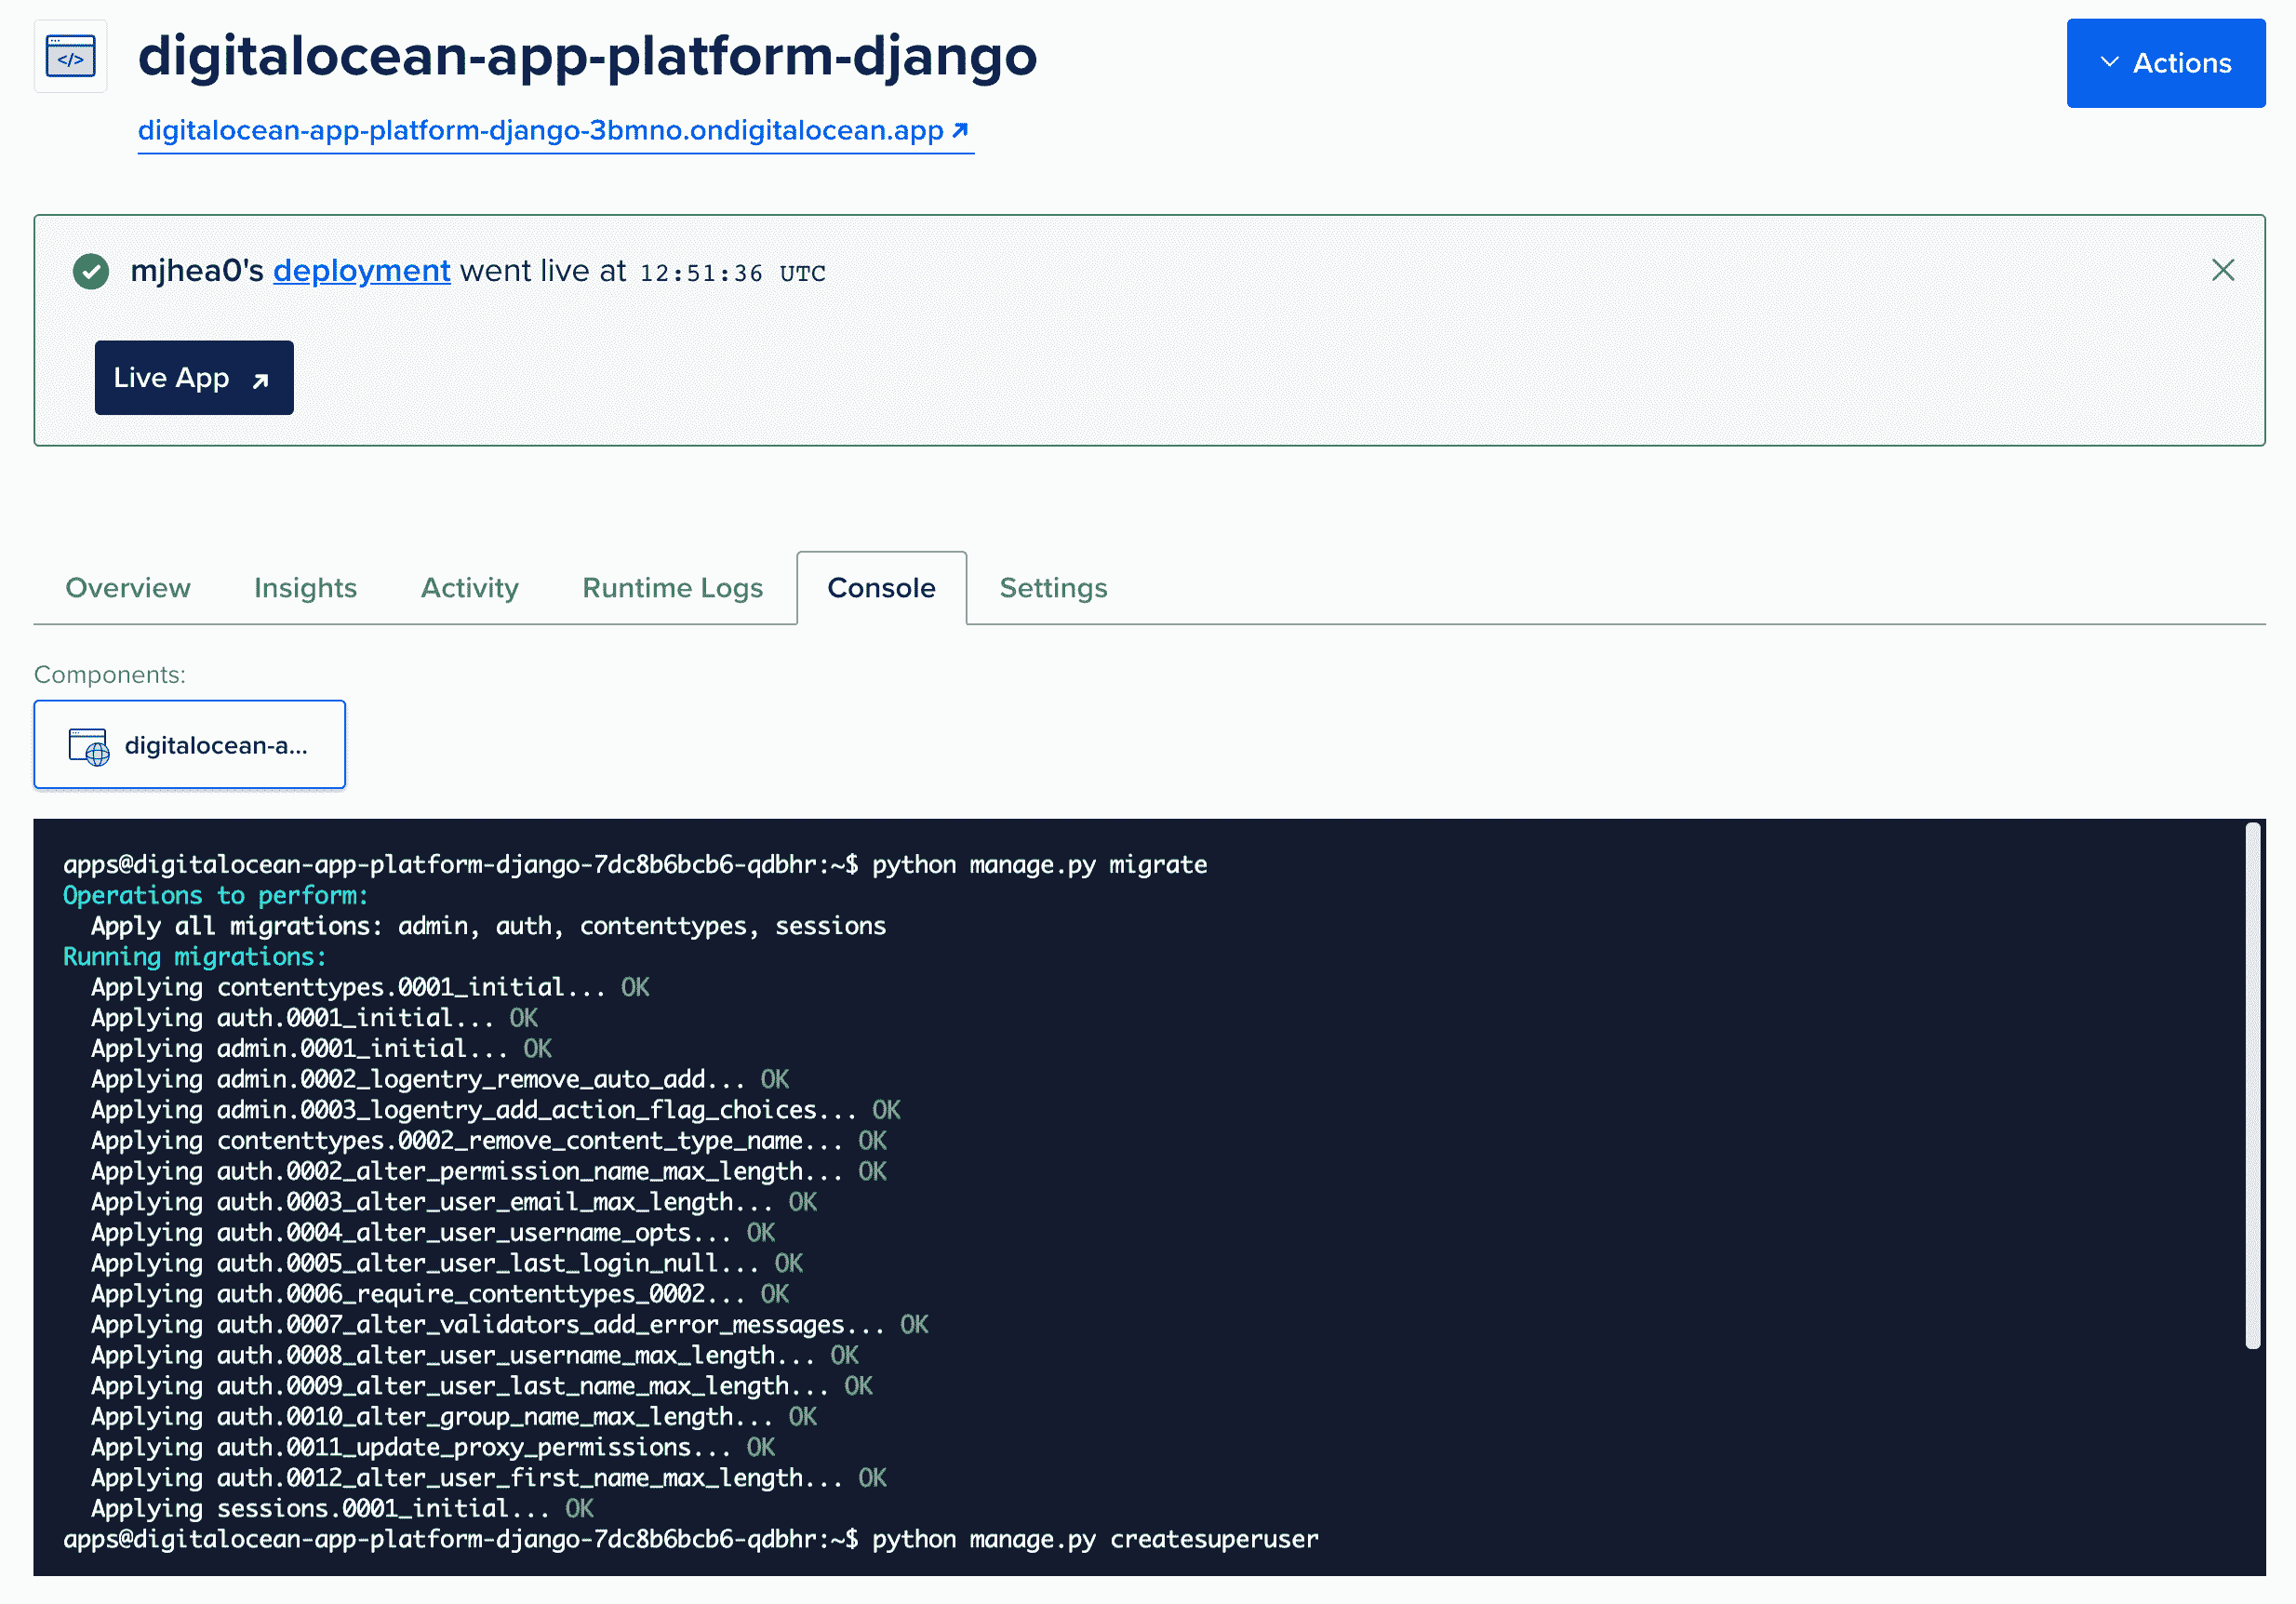 </>
digitalocean-app-platform-django
Actions
digitalocean-app-platform-django-3bmno.ondigitalocean.app
mjhea0's deployment went live at 12:51:36 UTC
Live App
Overview Insights Activity Runtime Logs Console Settings
Components:
digitalocean-a...
apps@digitalocean-app-platform-django-7dc8b6bcb6-qdbhr:~$ python manage.py migrate
Operations to perform:
  Apply all migrations: admin, auth, contenttypes, sessions
Running migrations:
  Applying contenttypes.0001_initial... OK
  Applying auth.0001_initial... OK
  Applying admin.0001_initial... OK
  Applying admin.0002_logentry_remove_auto_add... OK
  Applying admin.0003_logentry_add_action_flag_choices... OK
  Applying contenttypes.0002_remove_content_type_name... OK
  Applying auth.0002_alter_permission_name_max_length... OK
  Applying auth.0003_alter_user_email_max_length... OK
  Applying auth.0004_alter_user_username_opts... OK
  Applying auth.0005_alter_user_last_login_null... OK
  Applying auth.0006_require_contenttypes_0002... OK
  Applying auth.0007_alter_validators_add_error_messages... OK
  Applying auth.0008_alter_user_username_max_length... OK
  Applying auth.0009_alter_user_last_name_max_length... OK
  Applying auth.0010_alter_group_name_max_length... OK
  Applying auth.0011_update_proxy_permissions... OK
  Applying auth.0012_alter_user_first_name_max_length... OK
  Applying sessions.0001_initial... OK
apps@digitalocean-app-platform-django-7dc8b6bcb6-qdbhr:~$ python manage.py createsuperuser